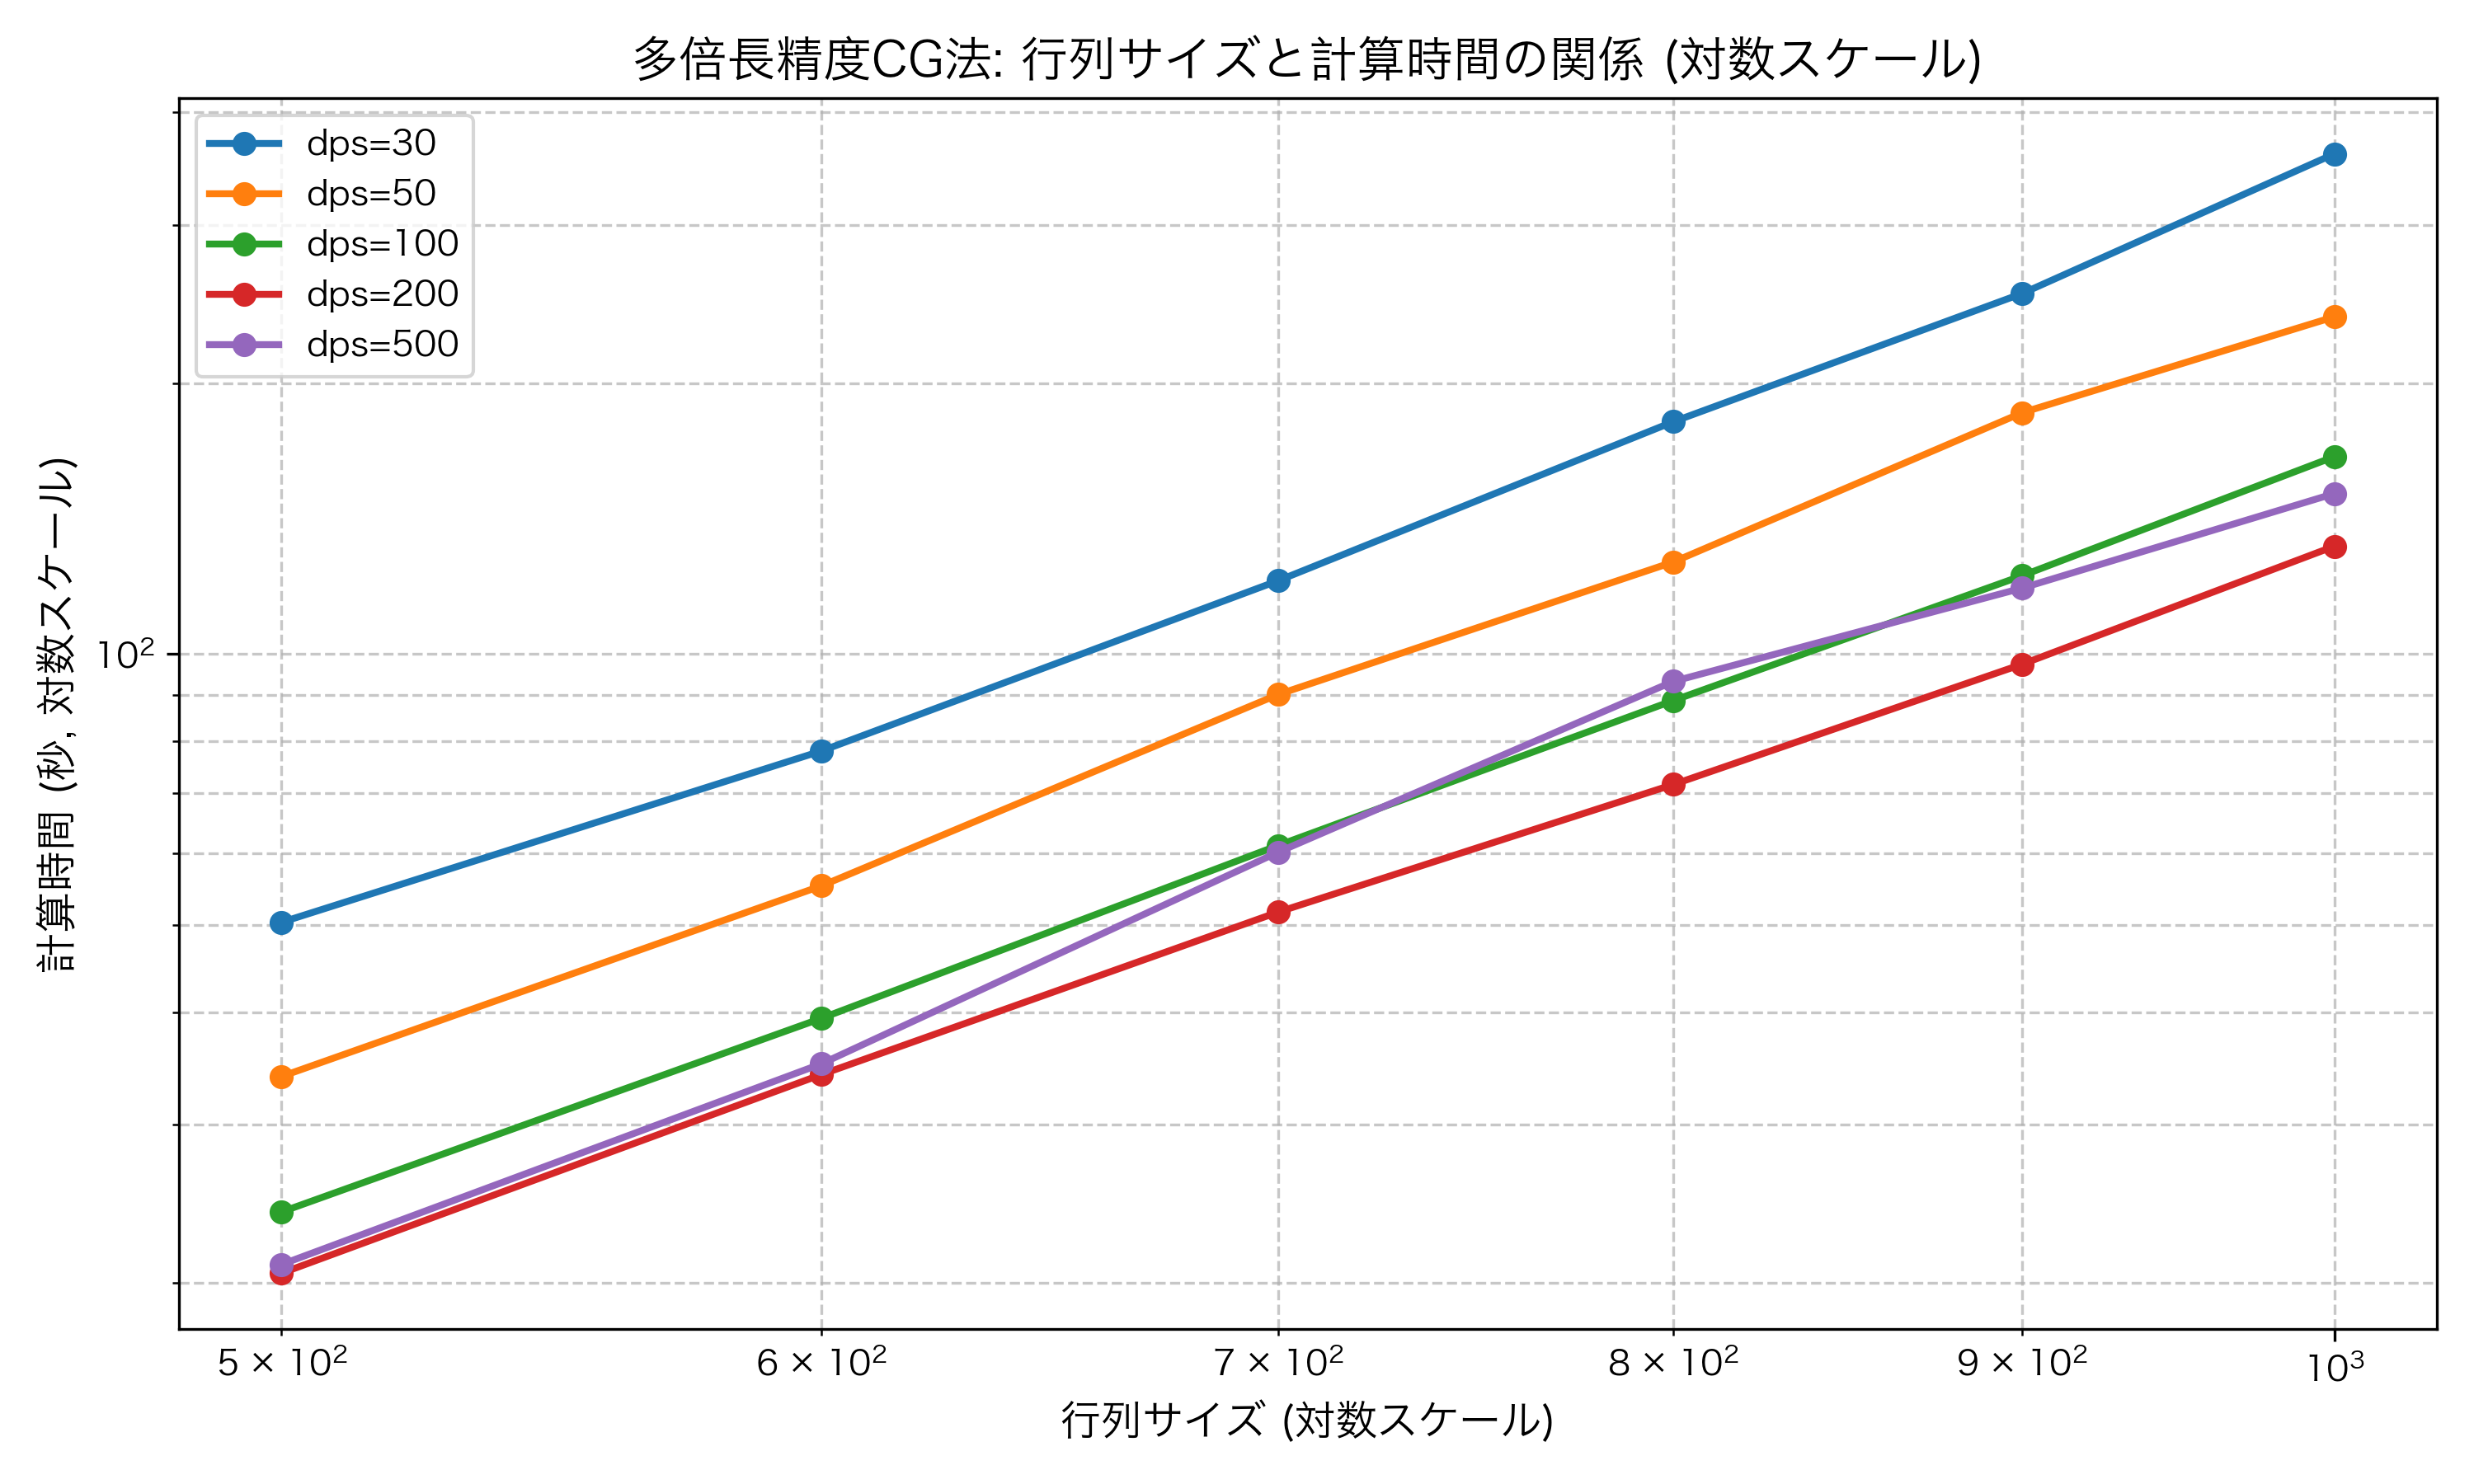 多倍長精度CG法: 行列サイズと計算時間の関係 (対数スケール)
dps=30
dps=50
dps=100
dps=200
dps=500
計算時間 (秒, 対数スケール)
10²
5 × 10²
6 × 10²
7 × 10²
8 × 10²
9 × 10²
10³
行列サイズ (対数スケール)